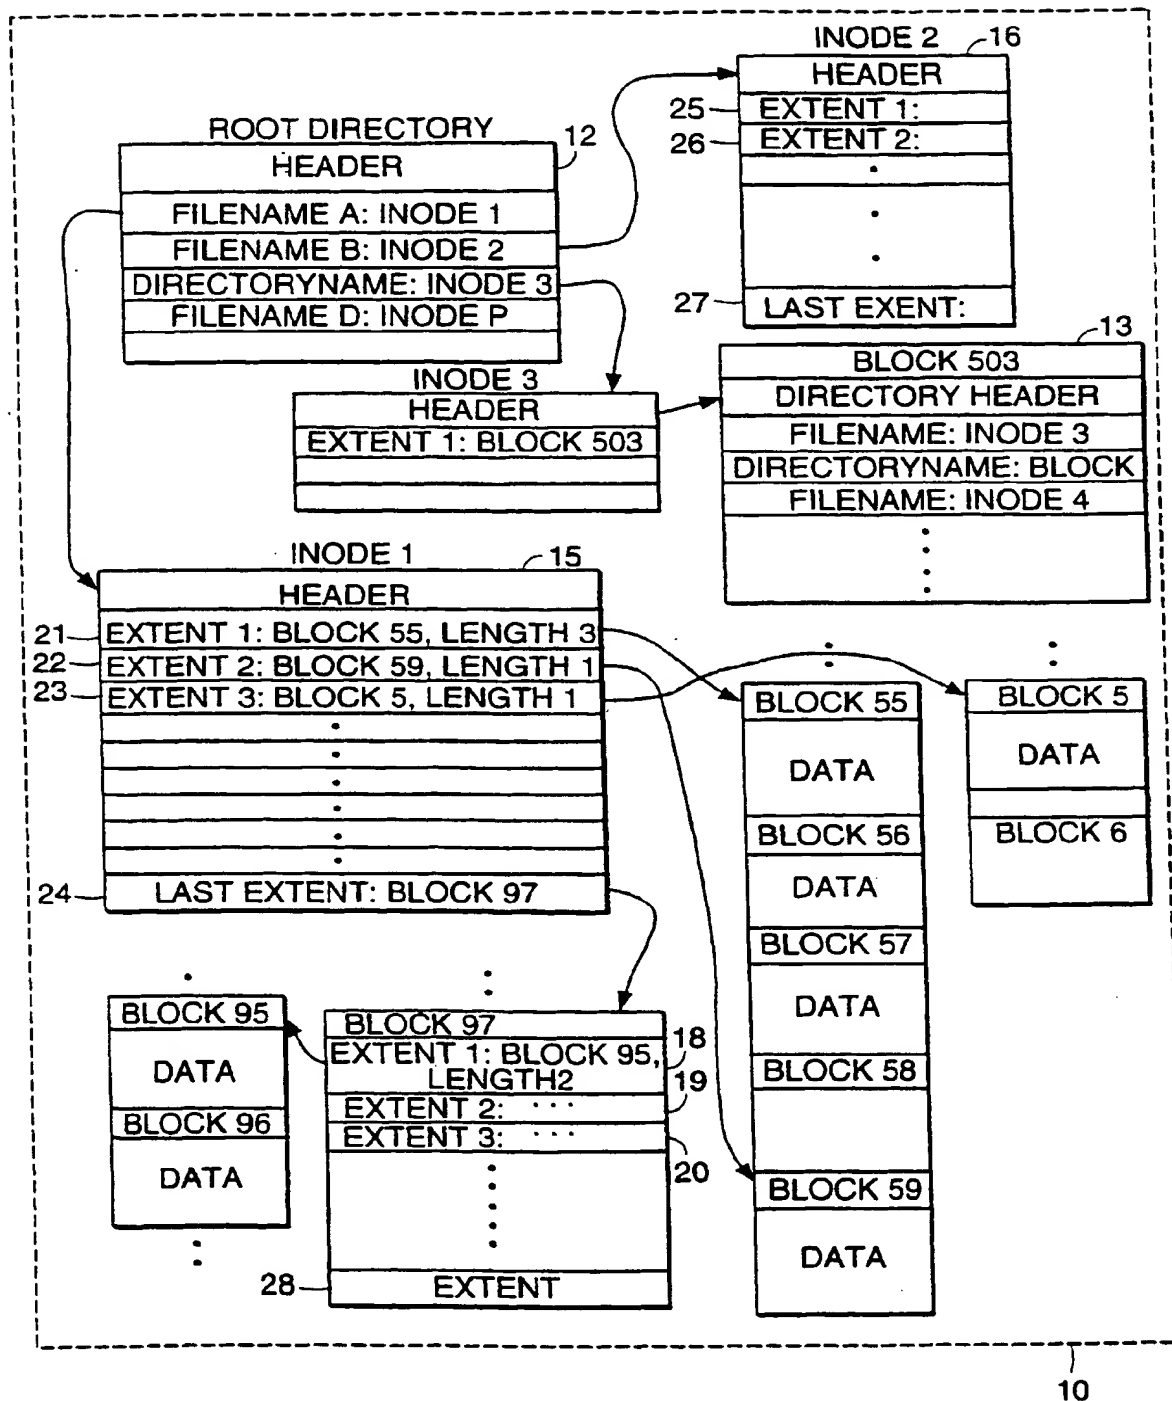 INODE 2
16
HEADER
25
EXTENT 1:
26
EXTENT 2:
27
LAST EXENT:
ROOT DIRECTORY
12
HEADER
FILENAME A: INODE 1
FILENAME B: INODE 2
DIRECTORYNAME: INODE 3
FILENAME D: INODE P
INODE 3
HEADER
EXTENT 1: BLOCK 503
13
BLOCK 503
DIRECTORY HEADER
FILENAME: INODE 3
DIRECTORYNAME: BLOCK
FILENAME: INODE 4
INODE 1
15
HEADER
21
EXTENT 1: BLOCK 55, LENGTH 3
22
EXTENT 2: BLOCK 59, LENGTH 1
23
EXTENT 3: BLOCK 5, LENGTH 1
24
LAST EXTENT: BLOCK 97
BLOCK 55
DATA
BLOCK 56
DATA
BLOCK 57
DATA
BLOCK 58
BLOCK 59
DATA
BLOCK 5
DATA
BLOCK 6
BLOCK 95
DATA
BLOCK 96
DATA
BLOCK 97
EXTENT 1: BLOCK 95,
LENGTH2
18
EXTENT 2: ...
19
EXTENT 3: ...
20
28
EXTENT
10